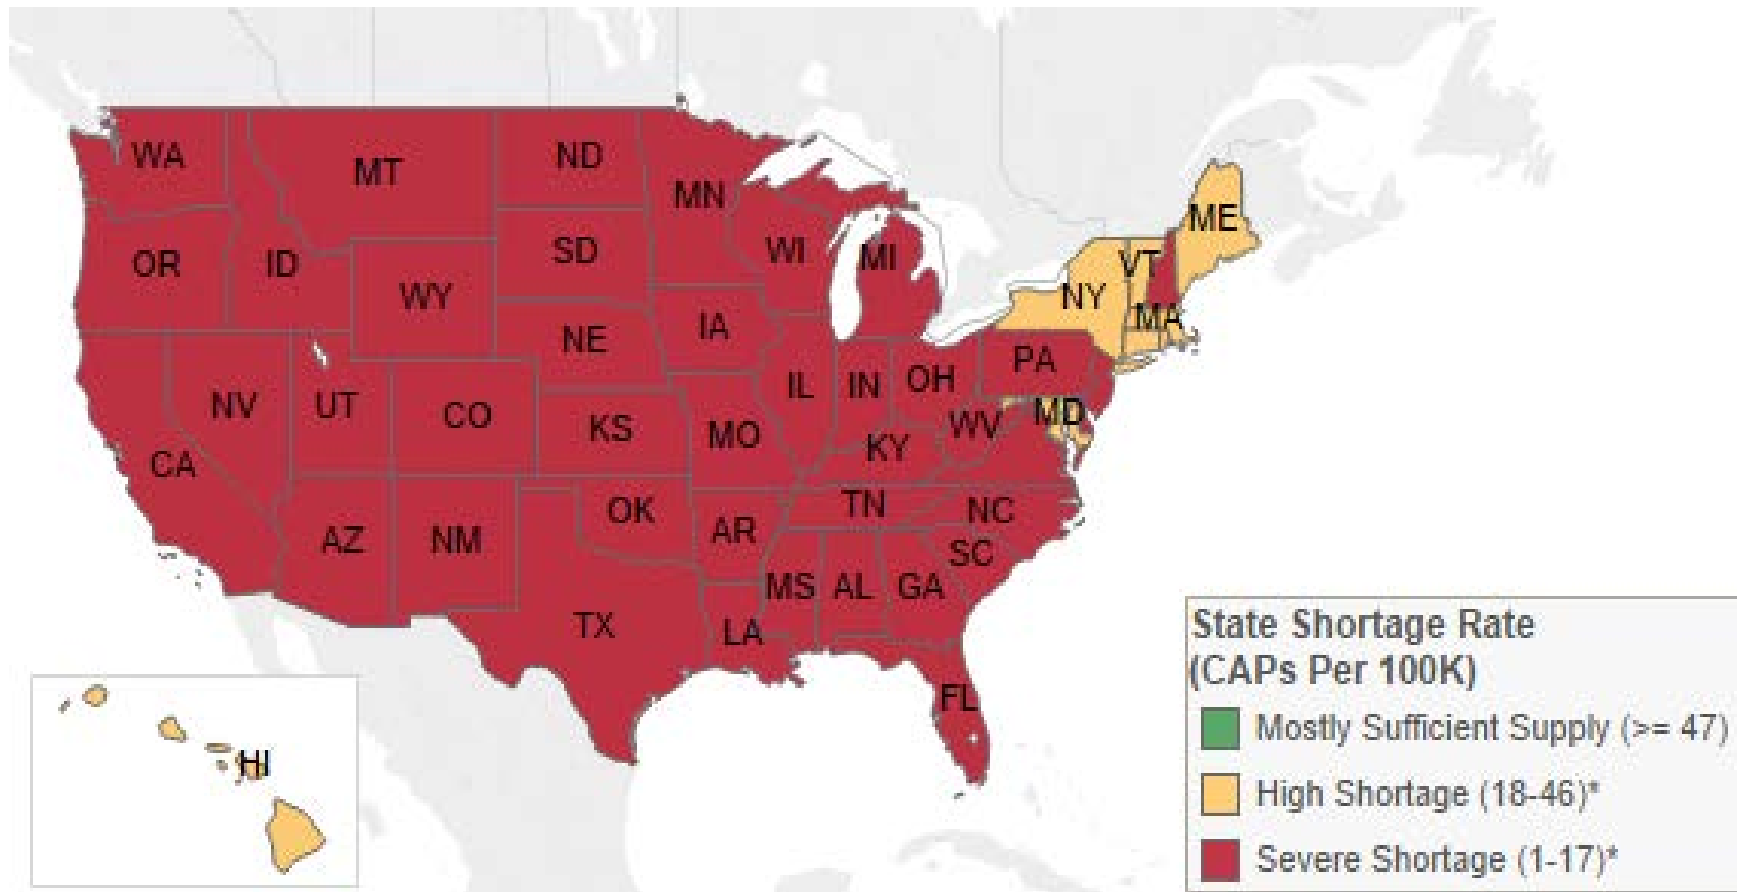 WA
MT
ND
MN
ME
OR
ID
SD
WI
MI
VT
WY
NY
IA
MA
NE
PA
NV
UT
CO
IL
IN
OH
MD
CA
KS
MO
WV
KY
AZ
NM
OK
AR
TN
NC
SC
TX
MS
AL
GA
LA
FL
HI
State Shortage Rate
(CAPs Per 100K)
Mostly Sufficient Supply (>= 47)
High Shortage (18-46)*
Severe Shortage (1-17)*